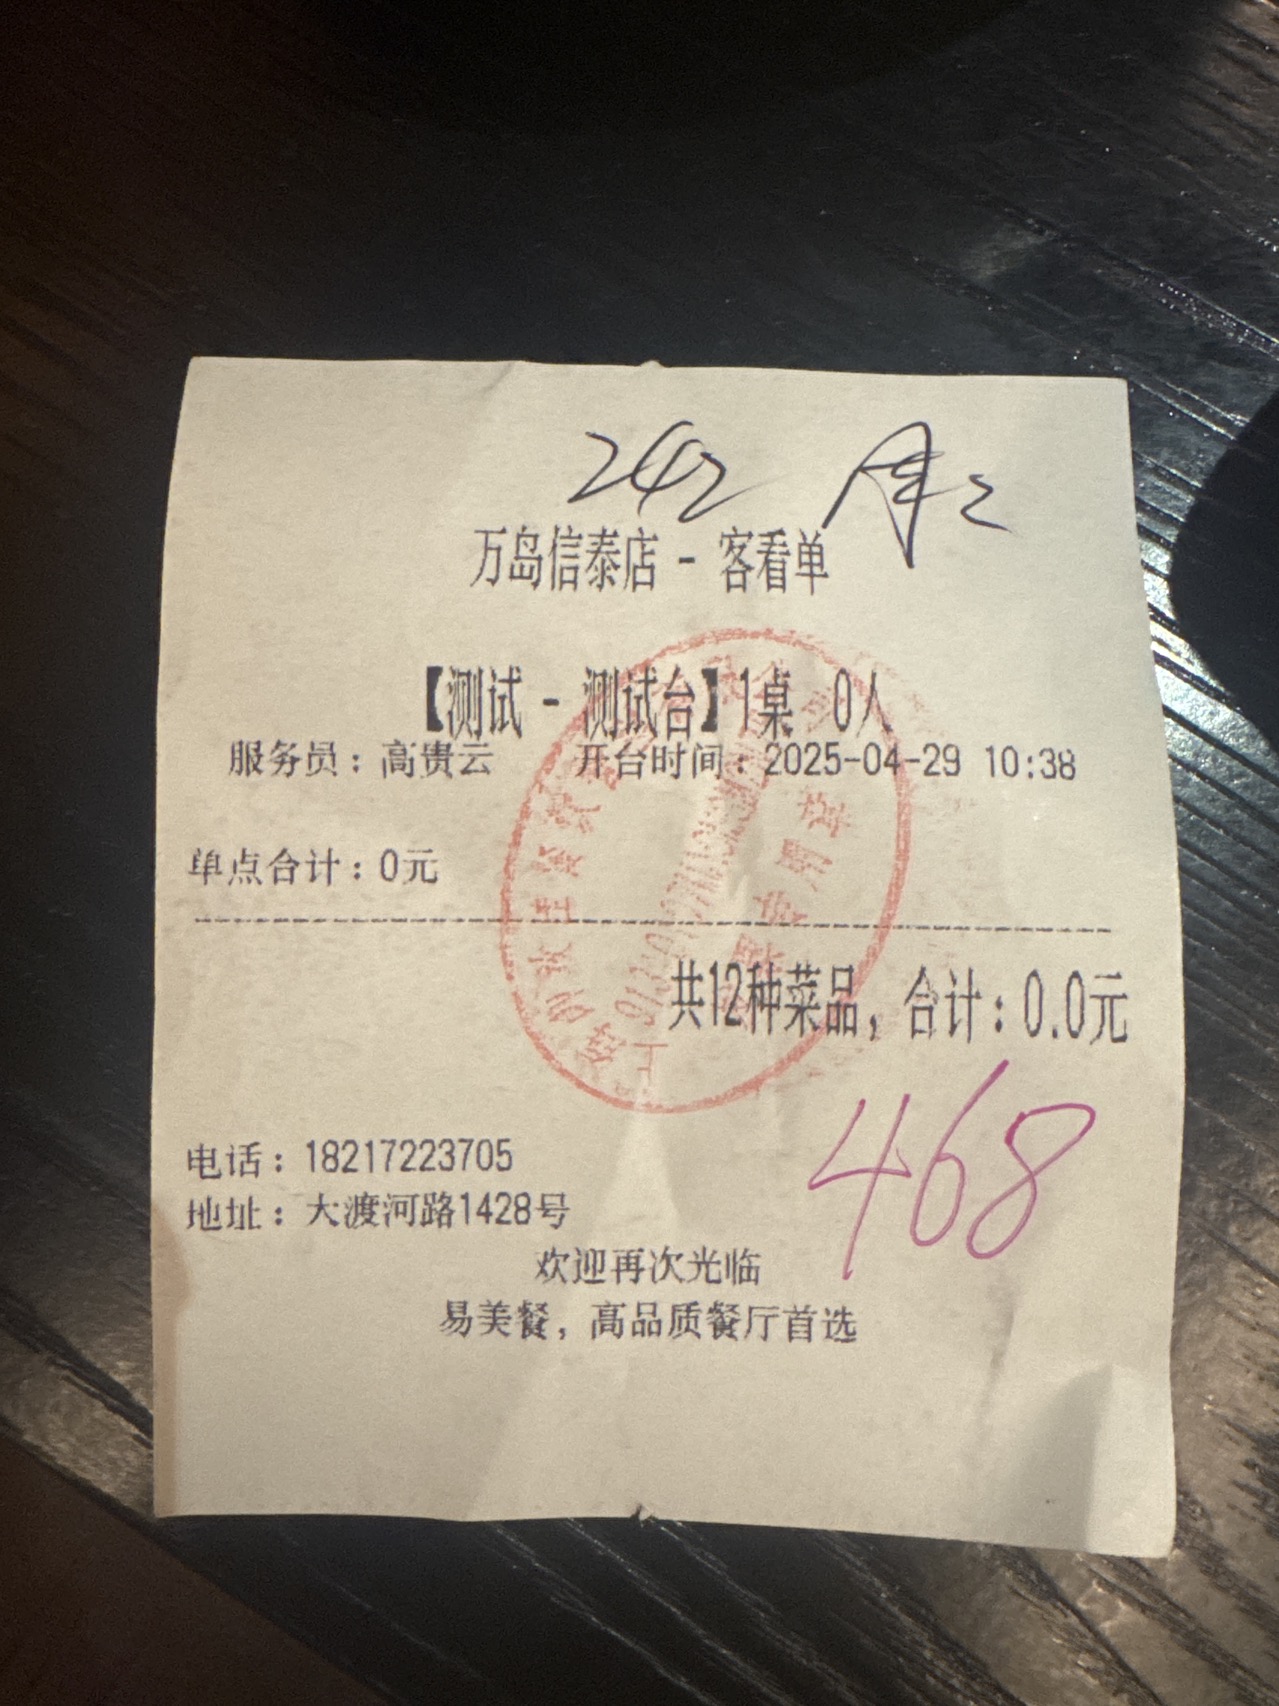 242
万岛信泰店 - 客看单
【测试 - 测试台】1桌 0人
服务员：高贵云 开台时间：2025-04-29 10:38
单点合计：0元
共12种菜品，合计：0.0元
468
电话：18217223705
地址：大渡河路1428号
欢迎再次光临
易美餐，高品质餐厅首选